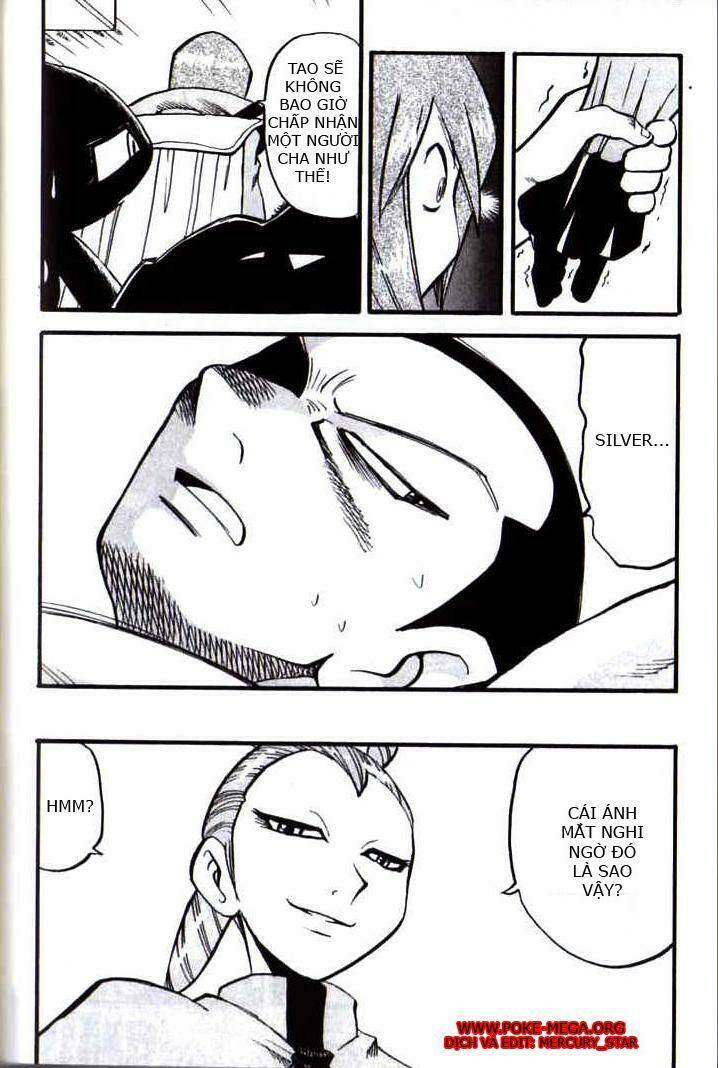 TAO SẼ
KHÔNG
BAO GIỜ
CHẤP NHẬN
MỘT NGƯỜI
CHA NHƯ
THẾ!
SILVER...
HMM?
CÁI ÁNH
MẮT NGHI
NGỜ ĐÓ
LÀ SAO
VẬY?
WWW.POKE-MEGA.ORG
DỊCH VÀ EDIT: MERCURY_STAR